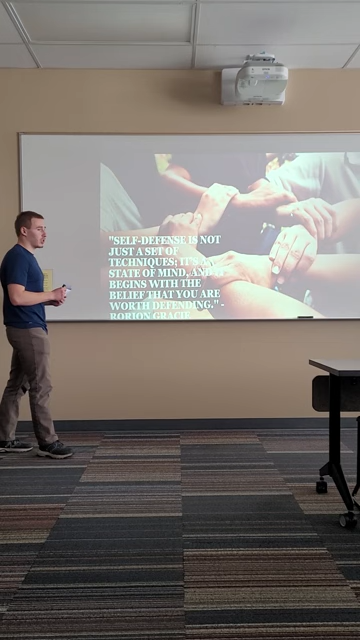 "SELF-DEFENSE IS NOT
JUST A SET OF
TECHNIQUES; IT'S A
STATE OF MIND, AND IT
BEGINS WITH THE
BELIEF THAT YOU ARE
WORTH DEFENDING." -
RORION GRACIE